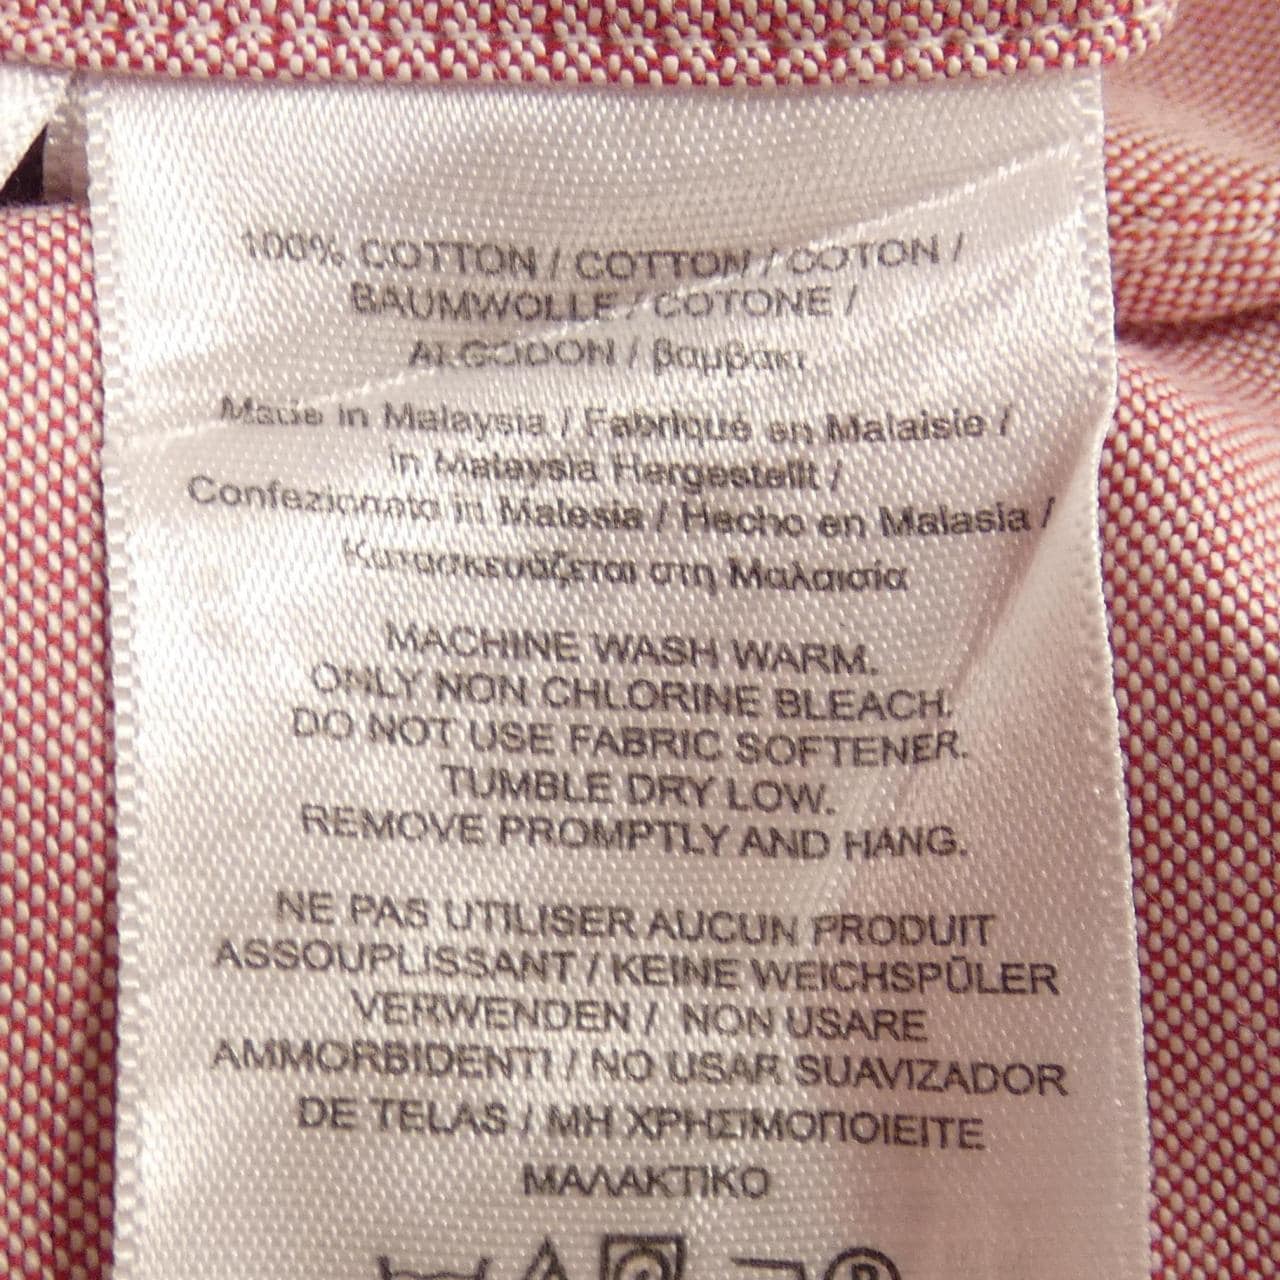 100% COTTON / COTTON / COTON /
BAUMWOLLE / COTONE /
ALGODON / βαμβάκι
Made in Malaysia / Fabriqué en Malaisie /
in Malaysia Hergestellt /
Confezionato in Malesia / Hecho en Malasia /
Κατασκευάζεται στη Μαλαισία
MACHINE WASH WARM.
ONLY NON CHLORINE BLEACH.
DO NOT USE FABRIC SOFTENER.
TUMBLE DRY LOW.
REMOVE PROMPTLY AND HANG.
NE PAS UTILISER AUCUN PRODUIT
ASSOUPLISSANT / KEINE WEICHSPÜLER
VERWENDEN / NON USARE
AMMORBIDENTI / NO USAR SUAVIZADOR
DE TELAS / ΜΗ ΧΡΗΣΙΜΟΠΟΙΕΙΤΕ
ΜΑΛΑΚΤΙΚΟ
P